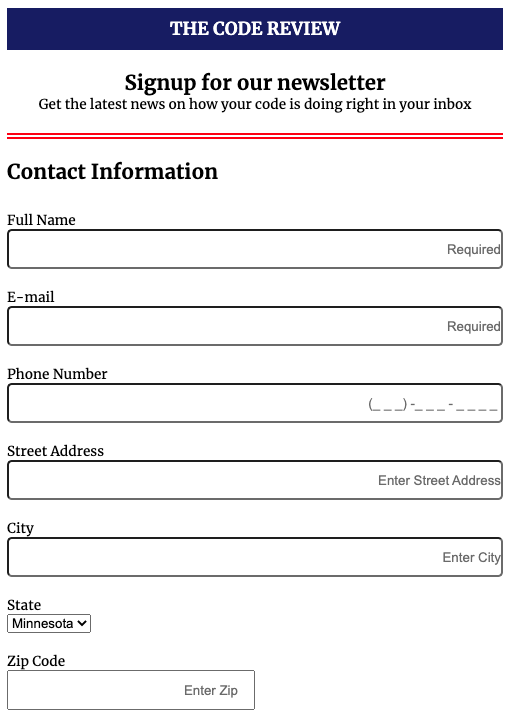 THE CODE REVIEW
Signup for our newsletter
Get the latest news on how your code is doing right in your inbox
Contact Information
Full Name
Required
E-mail
Required
Phone Number
(_ _ _) -_ _ _ - _ _ _ _
Street Address
Enter Street Address
City
Enter City
State
Minnesota
Zip Code
Enter Zip